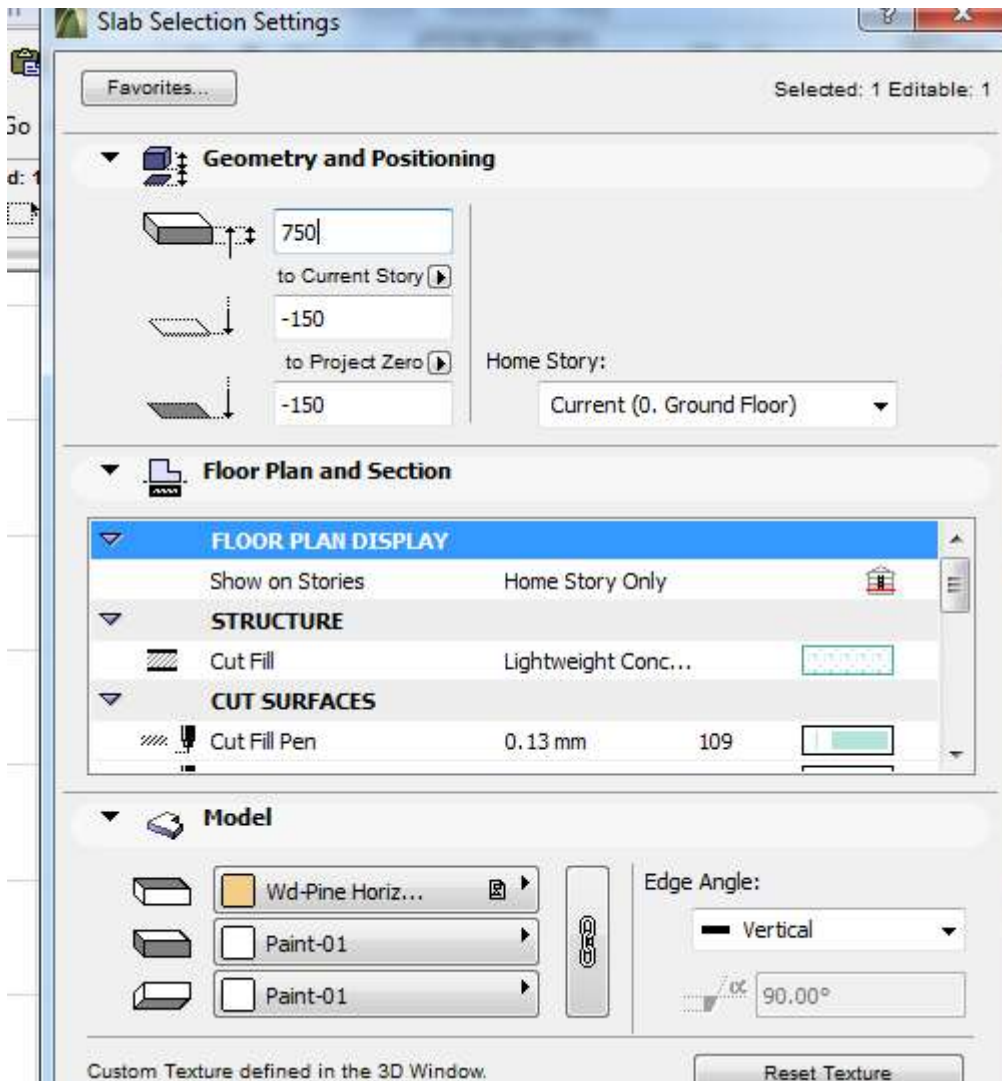 Slab Selection Settings
Favorites...
Selected: 1 Editable: 1
Geometry and Positioning
750
to Current Story
-150
to Project Zero
-150
Home Story:
Current (0. Ground Floor)
Floor Plan and Section
FLOOR PLAN DISPLAY
Show on Stories Home Story Only
STRUCTURE
Cut Fill Lightweight Conc...
CUT SURFACES
Cut Fill Pen 0.13 mm 109
Model
Wd-Pine Horiz...
Paint-01
Paint-01
Edge Angle:
Vertical
α 90.00°
Custom Texture defined in the 3D Window.
Reset Texture